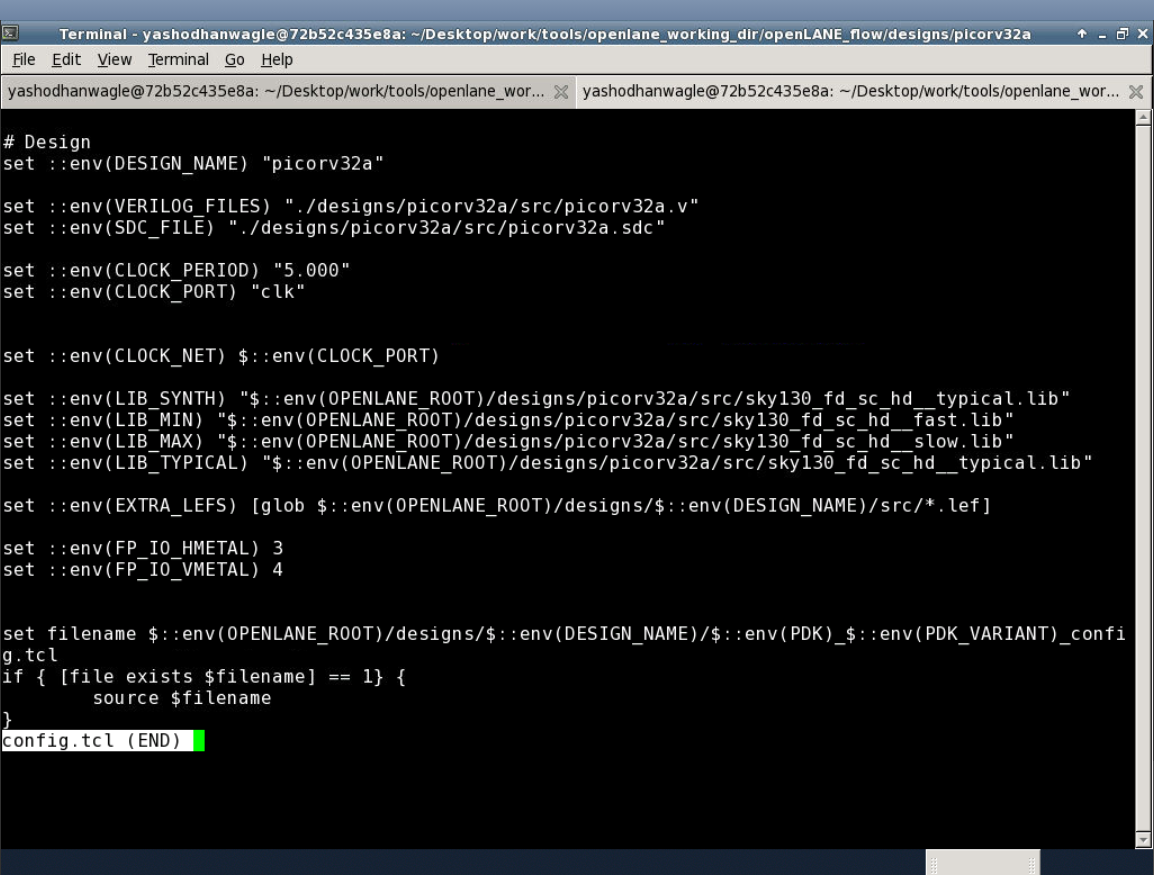 Terminal - yashodhanwagle@72b52c435e8a: ~/Desktop/work/tools/openlane_working_dir/openLANE_flow/designs/picorv32a
File Edit View Terminal Go Help
yashodhanwagle@72b52c435e8a: ~/Desktop/work/tools/openlane_wor... yashodhanwagle@72b52c435e8a: ~/Desktop/work/tools/openlane_wor...
# Design
set ::env(DESIGN_NAME) "picorv32a"
set ::env(VERILOG_FILES) "./designs/picorv32a/src/picorv32a.v"
set ::env(SDC_FILE) "./designs/picorv32a/src/picorv32a.sdc"
set ::env(CLOCK_PERIOD) "5.000"
set ::env(CLOCK_PORT) "clk"
set ::env(CLOCK_NET) $::env(CLOCK_PORT)
set ::env(LIB_SYNTH) "$::env(OPENLANE_ROOT)/designs/picorv32a/src/sky130_fd_sc_hd__typical.lib"
set ::env(LIB_MIN) "$::env(OPENLANE_ROOT)/designs/picorv32a/src/sky130_fd_sc_hd__fast.lib"
set ::env(LIB_MAX) "$::env(OPENLANE_ROOT)/designs/picorv32a/src/sky130_fd_sc_hd__slow.lib"
set ::env(LIB_TYPICAL) "$::env(OPENLANE_ROOT)/designs/picorv32a/src/sky130_fd_sc_hd__typical.lib"
set ::env(EXTRA_LEFS) [glob $::env(OPENLANE_ROOT)/designs/$::env(DESIGN_NAME)/src/*.lef]
set ::env(FP_IO_HMETAL) 3
set ::env(FP_IO_VMETAL) 4
set filename $::env(OPENLANE_ROOT)/designs/$::env(DESIGN_NAME)/$::env(PDK)_$::env(PDK_VARIANT)_confi
g.tcl
if { [file exists $filename] == 1} {
source $filename
}
config.tcl (END)